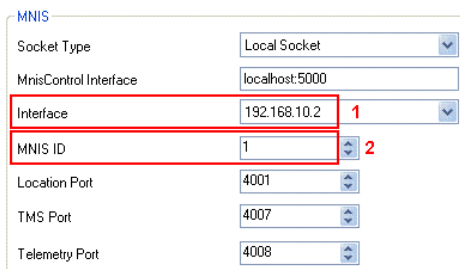 MNIS
Socket Type Local Socket
MnisControl Interface localhost:5000
Interface 192.168.10.2 1
MNIS ID 1 2
Location Port 4001
TMS Port 4007
Telemetry Port 4008